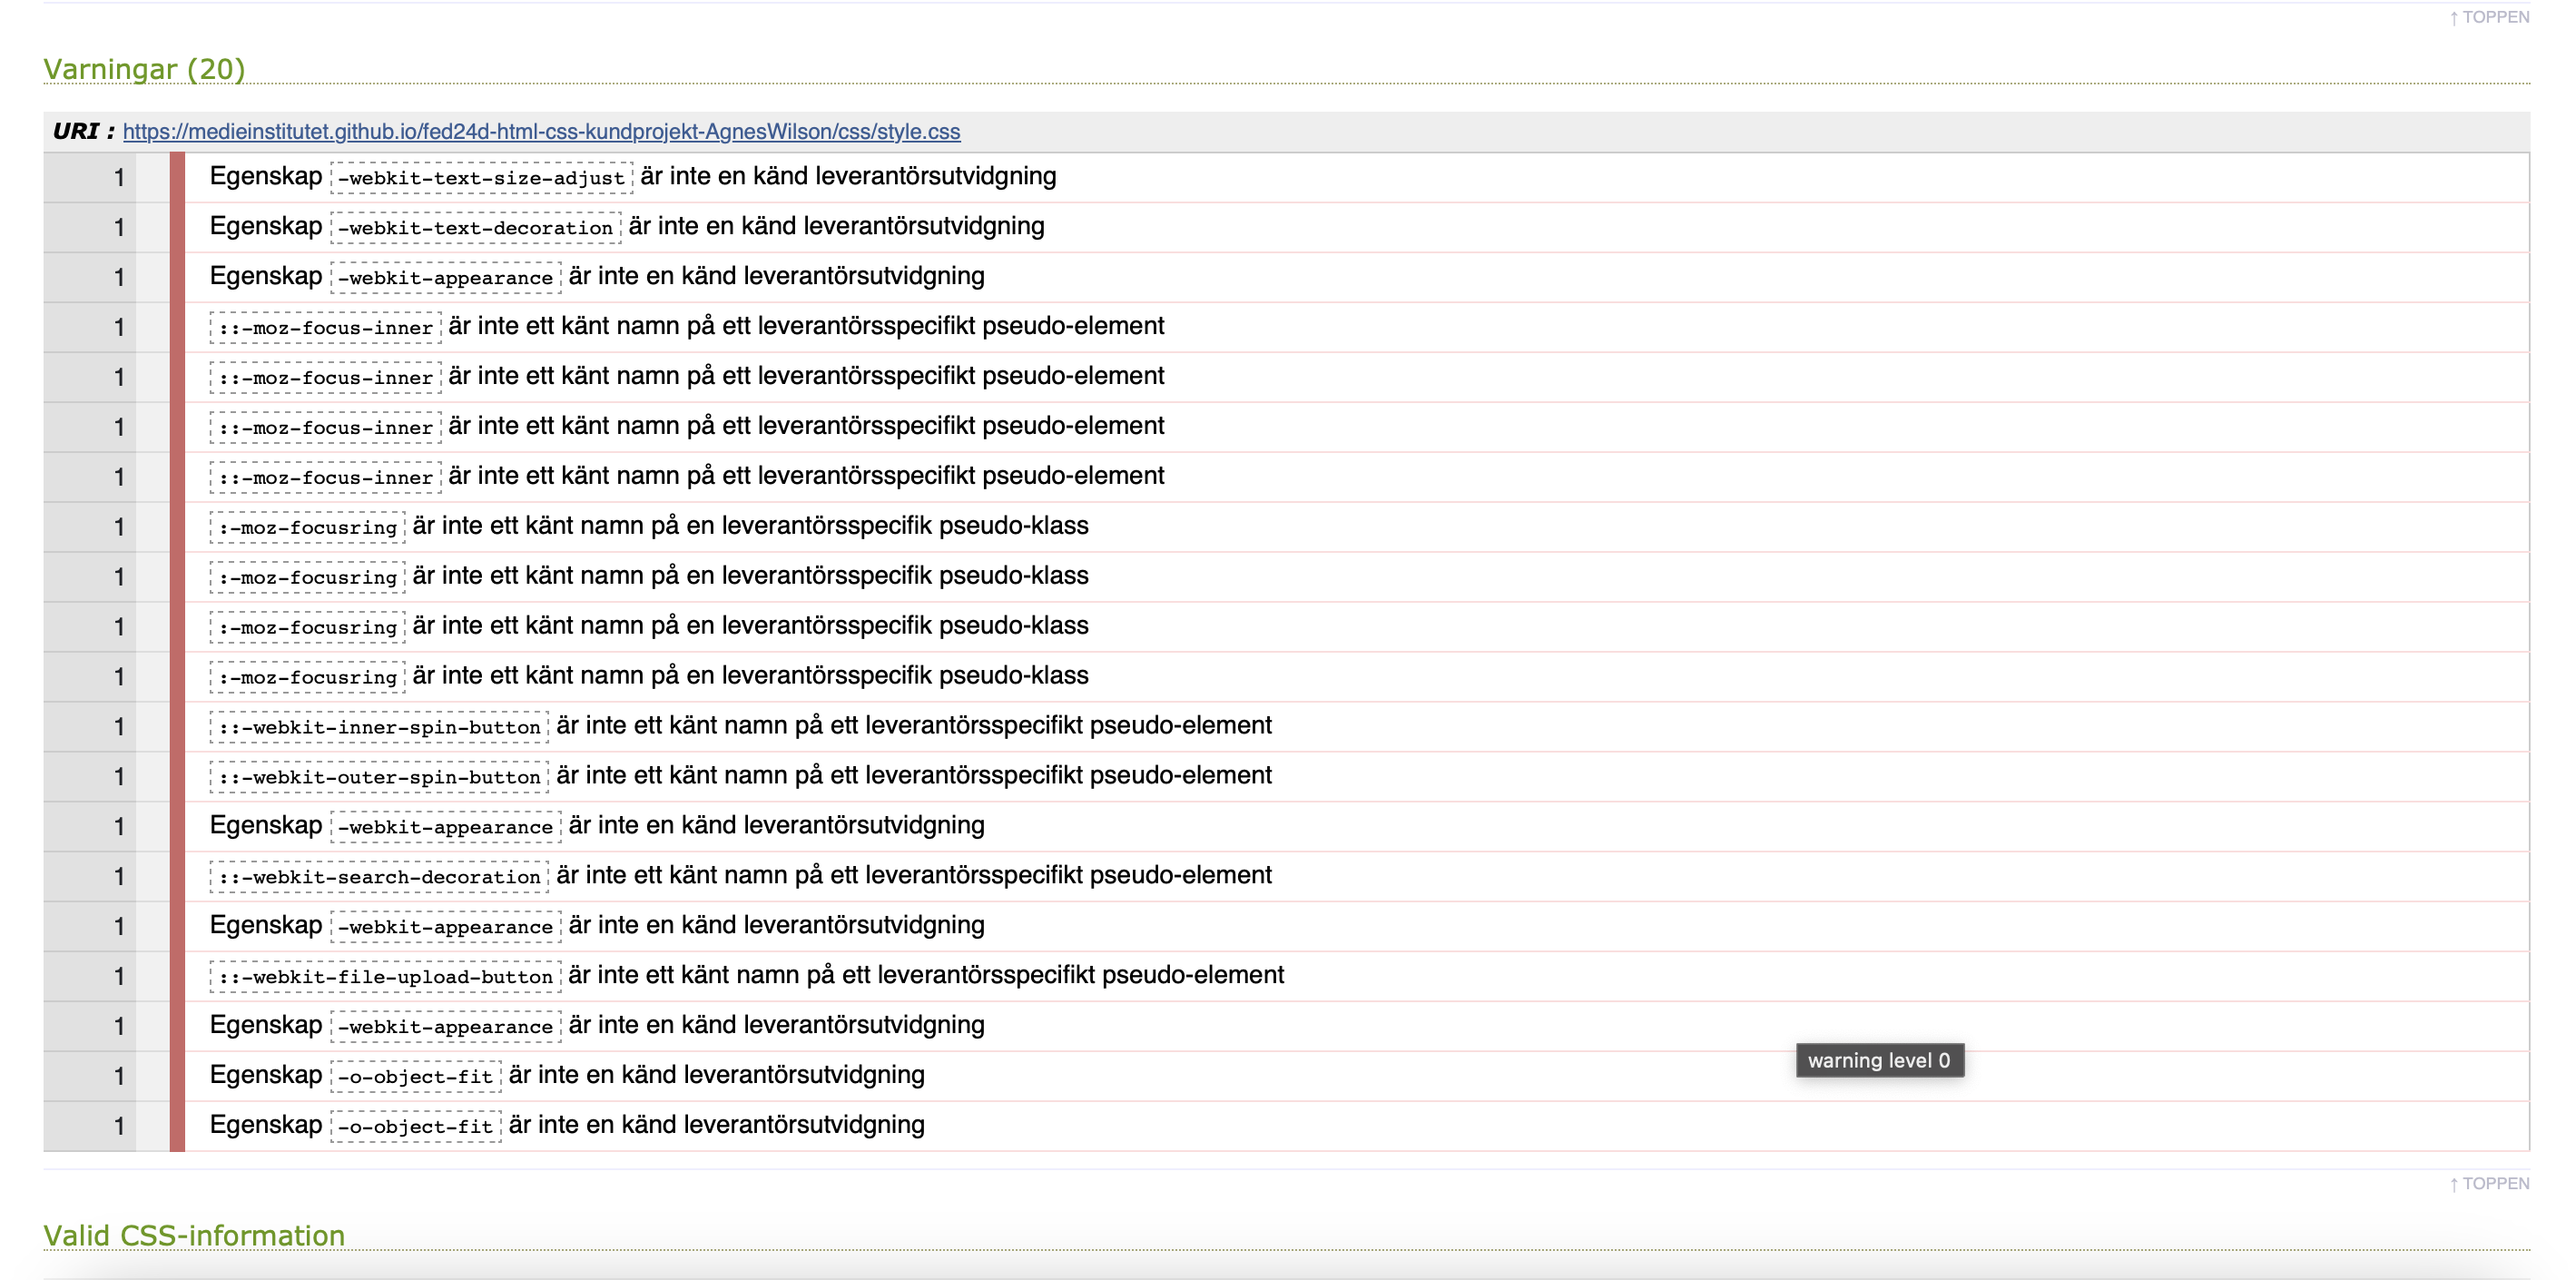 ↑ TOPPEN
Varningar (20)
URI : https://medieinstitutet.github.io/fed24d-html-css-kundprojekt-AgnesWilson/css/style.css
1 Egenskap -webkit-text-size-adjust är inte en känd leverantörsutvidgning
1 Egenskap -webkit-text-decoration är inte en känd leverantörsutvidgning
1 Egenskap -webkit-appearance är inte en känd leverantörsutvidgning
1 ::-moz-focus-inner är inte ett känt namn på ett leverantörsspecifikt pseudo-element
1 ::-moz-focus-inner är inte ett känt namn på ett leverantörsspecifikt pseudo-element
1 ::-moz-focus-inner är inte ett känt namn på ett leverantörsspecifikt pseudo-element
1 ::-moz-focus-inner är inte ett känt namn på ett leverantörsspecifikt pseudo-element
1 :-moz-focusring är inte ett känt namn på en leverantörsspecifik pseudo-klass
1 :-moz-focusring är inte ett känt namn på en leverantörsspecifik pseudo-klass
1 :-moz-focusring är inte ett känt namn på en leverantörsspecifik pseudo-klass
1 :-moz-focusring är inte ett känt namn på en leverantörsspecifik pseudo-klass
1 ::-webkit-inner-spin-button är inte ett känt namn på ett leverantörsspecifikt pseudo-element
1 ::-webkit-outer-spin-button är inte ett känt namn på ett leverantörsspecifikt pseudo-element
1 Egenskap -webkit-appearance är inte en känd leverantörsutvidgning
1 ::-webkit-search-decoration är inte ett känt namn på ett leverantörsspecifikt pseudo-element
1 Egenskap -webkit-appearance är inte en känd leverantörsutvidgning
1 ::-webkit-file-upload-button är inte ett känt namn på ett leverantörsspecifikt pseudo-element
1 Egenskap -webkit-appearance är inte en känd leverantörsutvidgning
warning level 0
1 Egenskap -o-object-fit är inte en känd leverantörsutvidgning
1 Egenskap -o-object-fit är inte en känd leverantörsutvidgning
↑ TOPPEN
Valid CSS-information